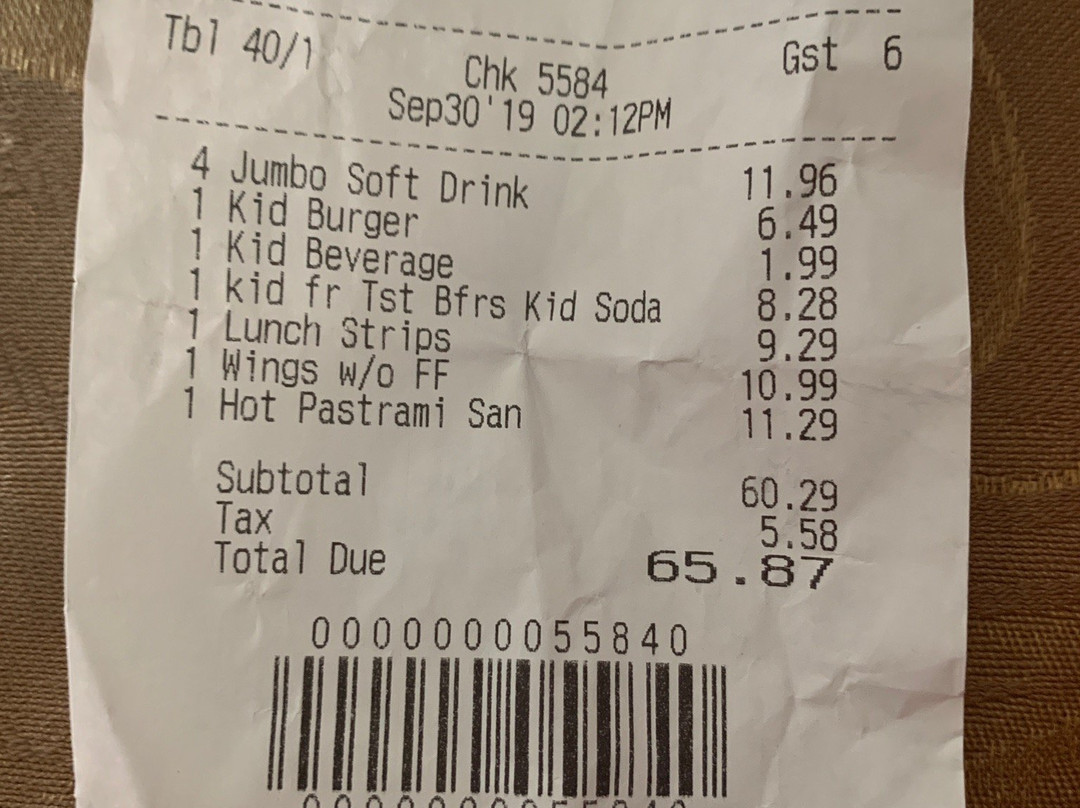 Tbl 40/1 Chk 5584 Gst 6
Sep30'19 02:12PM
4 Jumbo Soft Drink 11.96
1 Kid Burger 6.49
1 Kid Beverage 1.99
1 kid fr Tst Bfrs Kid Soda 8.28
1 Lunch Strips 9.29
1 Wings w/o FF 10.99
1 Hot Pastrami San 11.29
Subtotal 60.29
Tax 5.58
Total Due 65.87
0000000055840